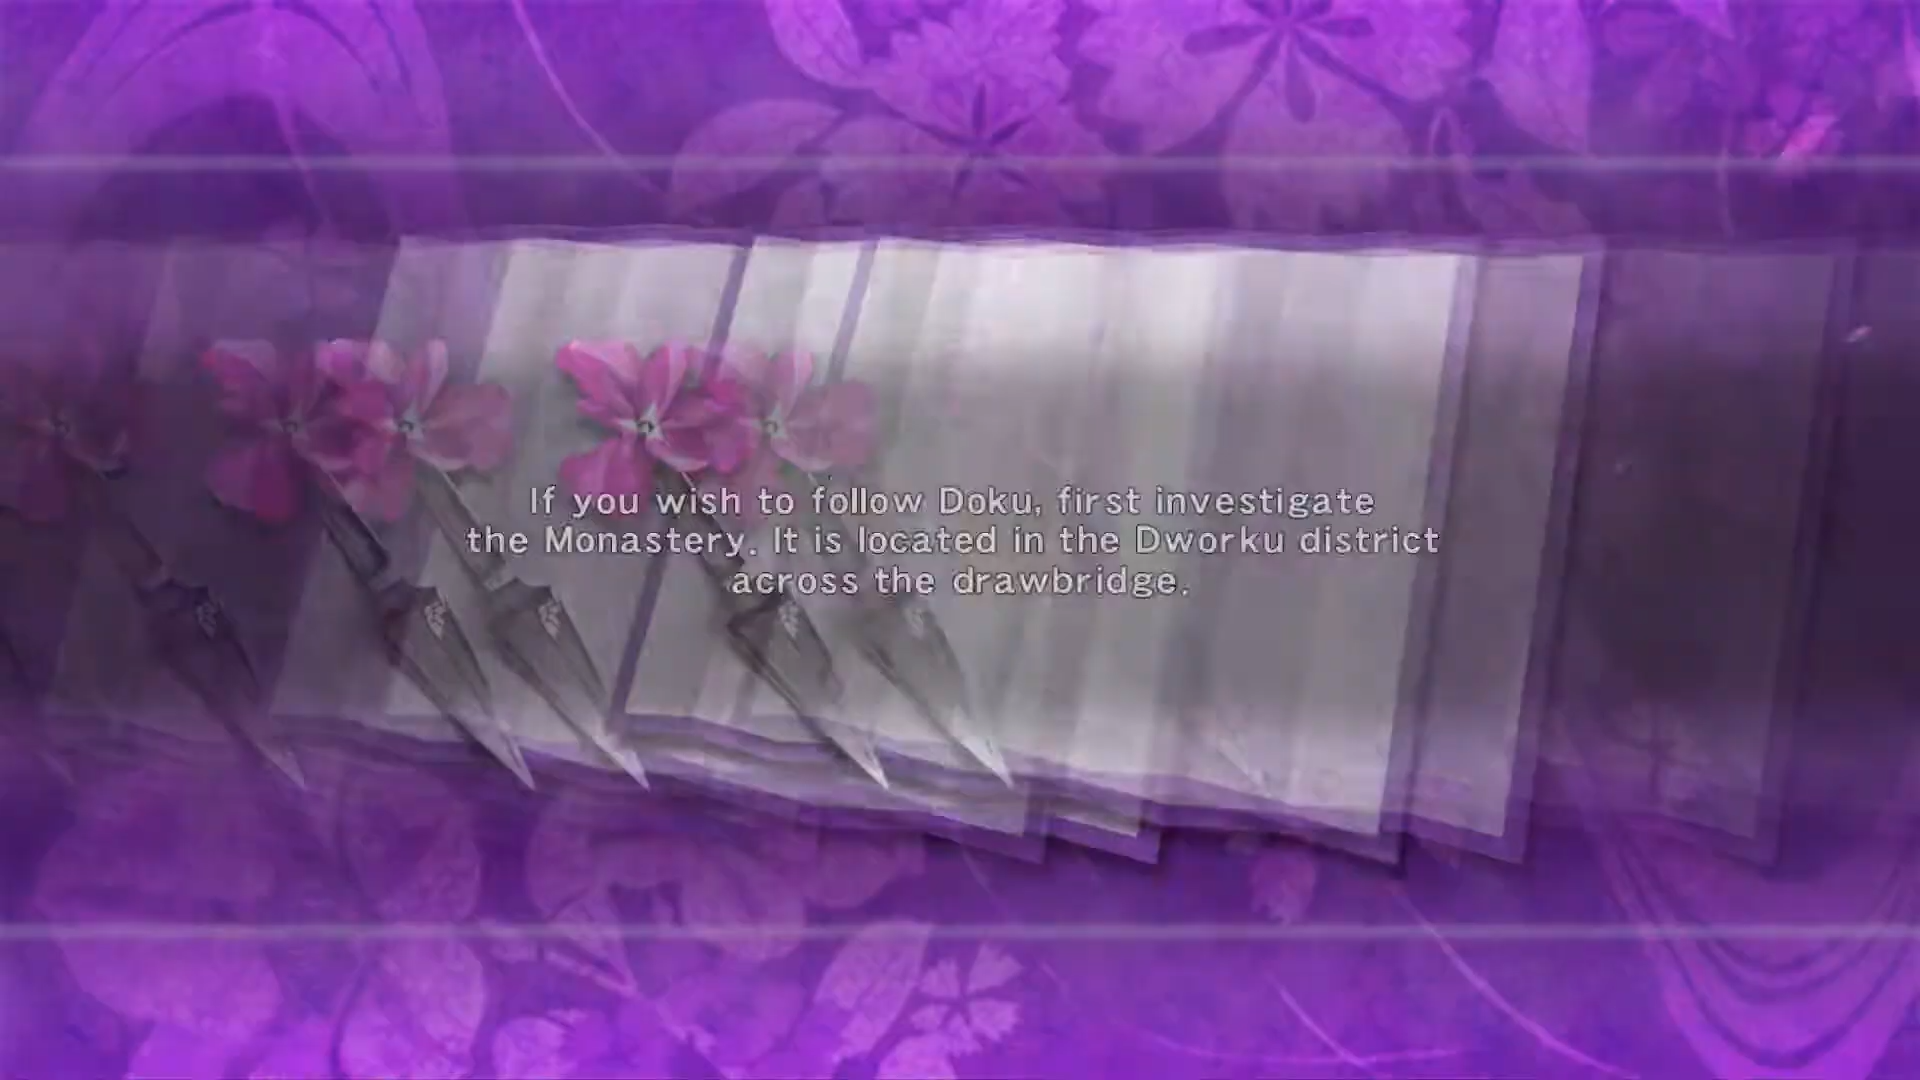 If you wish to follow Doku, first investigate
the Monastery. It is located in the Dworku district
across the drawbridge.